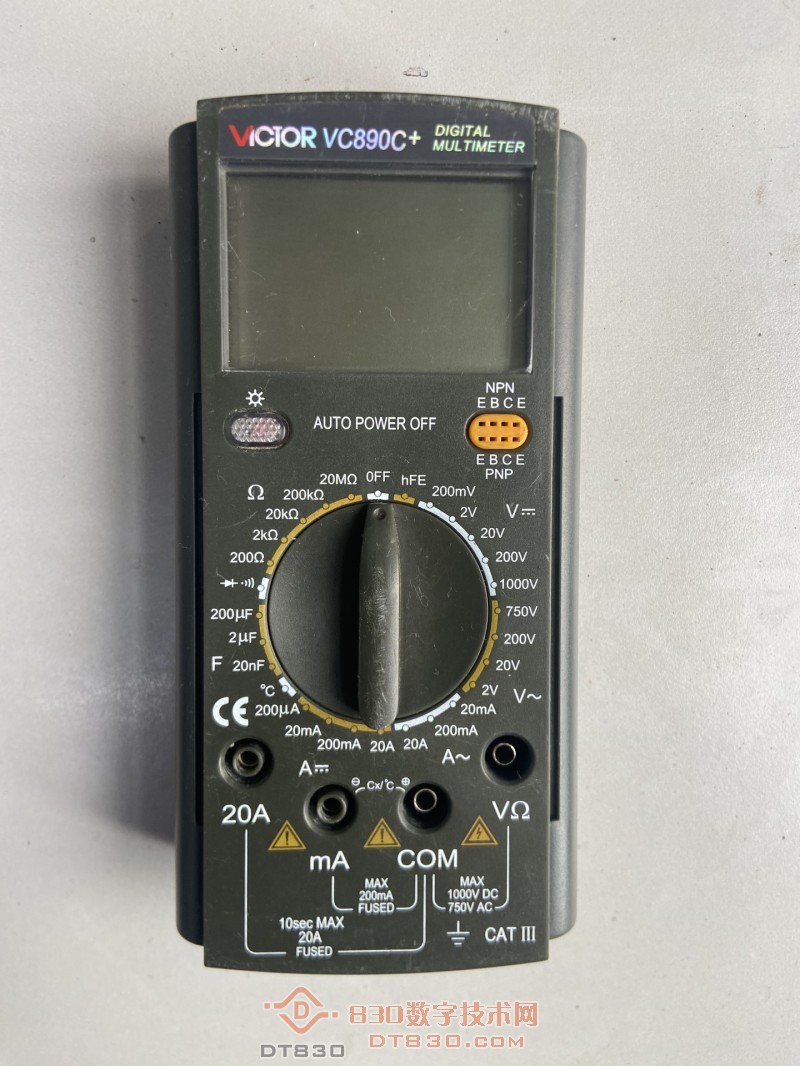 VICTOR VC890C+ DIGITAL MULTIMETER
AUTO POWER OFF
NPN
E B C E
E B C E
PNP
Ω
20MΩ
200kΩ
20kΩ
2kΩ
200Ω
0FF
hFE
200mV
2V
V⎓
20V
200V
1000V
750V
200V
20V
2V
V~
20mA
200mA
20A
A~
200μF
2μF
F
20nF
℃
200μA
20mA
200mA
20A
A⎓
CE
⊖ Cx/℃ ⊕
20A
mA
COM
VΩ
MAX
200mA
FUSED
MAX
1000V DC
750V AC
10sec MAX
20A
FUSED
CAT III
830数字技术网
DT830
DT830.COM